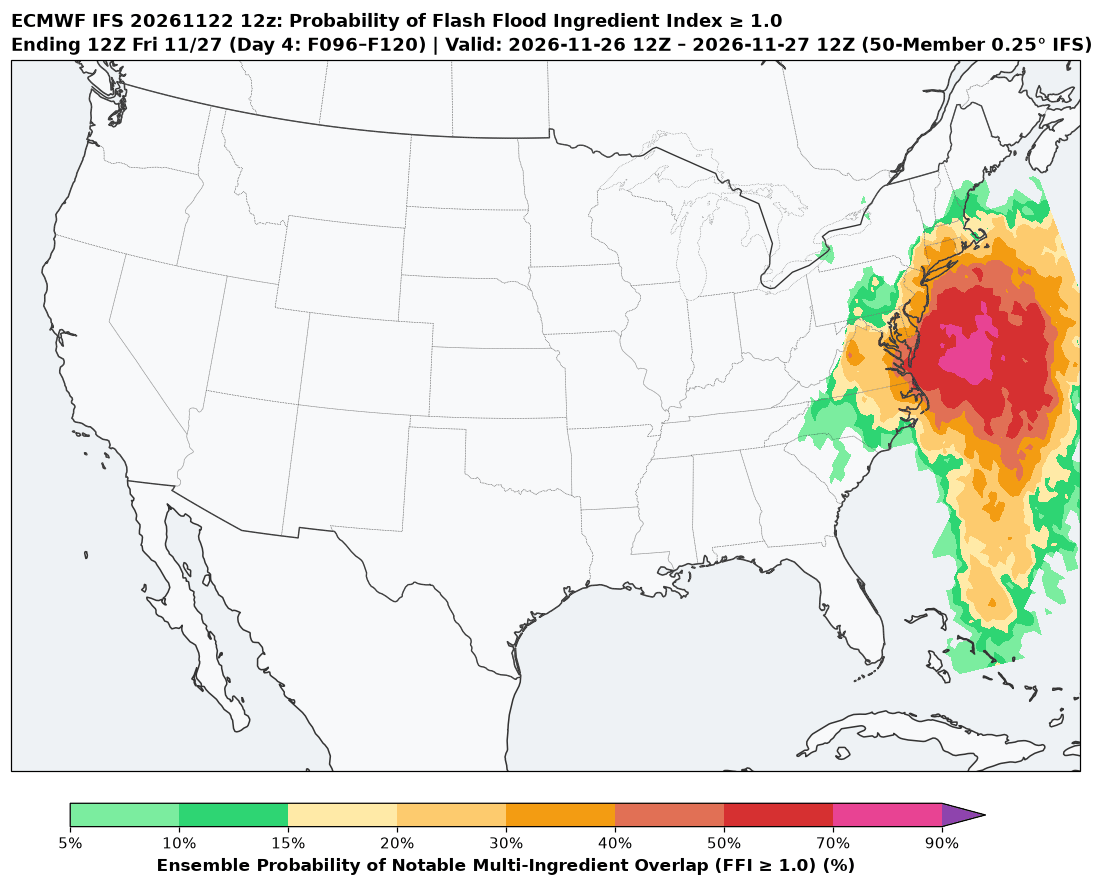 ECMWF IFS 20261122 12z: Probability of Flash Flood Ingredient Index ≥ 1.0
Ending 12Z Fri 11/27 (Day 4: F096–F120) | Valid: 2026-11-26 12Z – 2026-11-27 12Z (50-Member 0.25° IFS)
5% 10% 15% 20% 30% 40% 50% 70% 90%
Ensemble Probability of Notable Multi-Ingredient Overlap (FFI ≥ 1.0) (%)